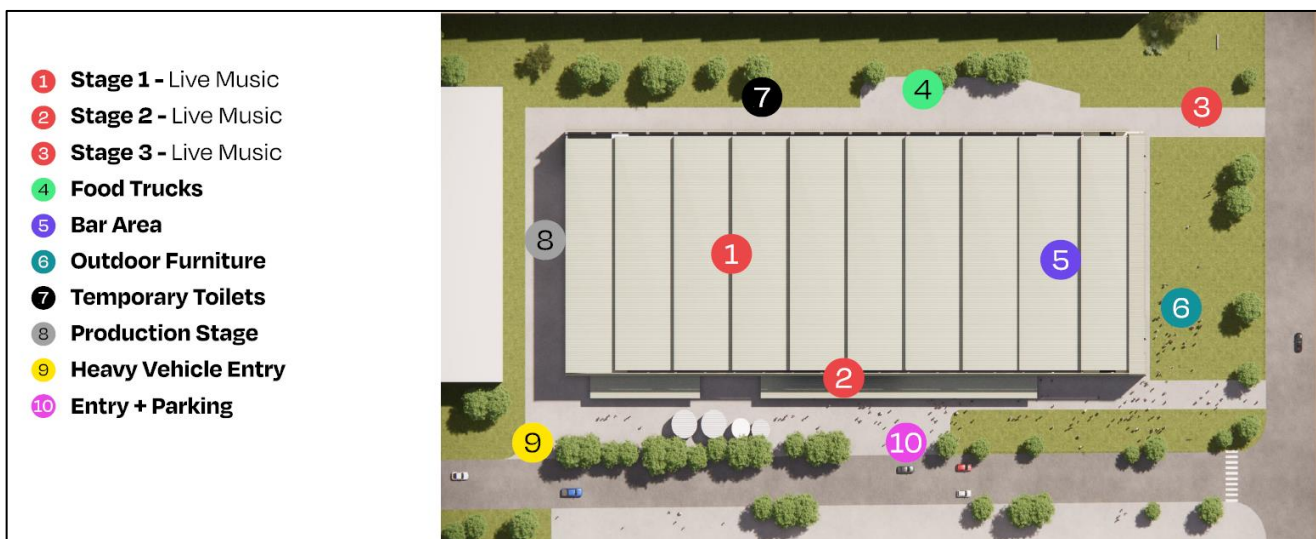 1 Stage 1 - Live Music
2 Stage 2 - Live Music
3 Stage 3 - Live Music
4 Food Trucks
5 Bar Area
6 Outdoor Furniture
7 Temporary Toilets
8 Production Stage
9 Heavy Vehicle Entry
10 Entry + Parking
7
4
3
8
1
5
6
2
9
10